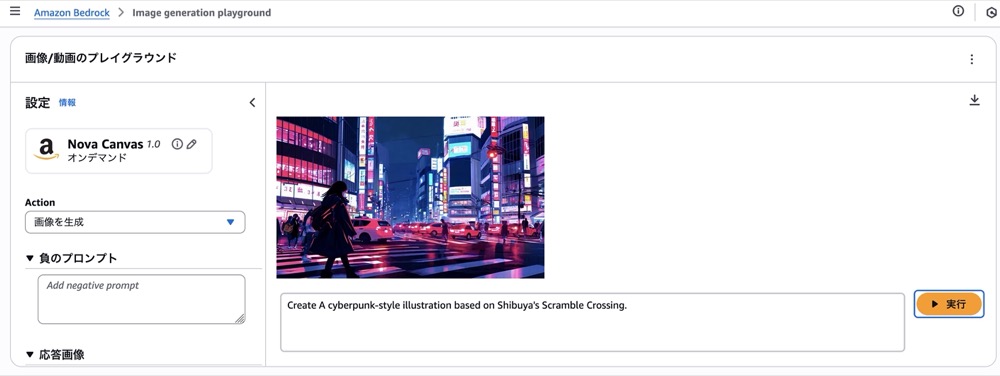 Amazon Bedrock > Image generation playground
画像/動画のプレイグラウンド
設定 情報
Nova Canvas 1.0
オンデマンド
Action
画像を生成
▼ 負のプロンプト
Add negative prompt
▼ 応答画像
Create A cyberpunk-style illustration based on Shibuya's Scramble Crossing.
実行